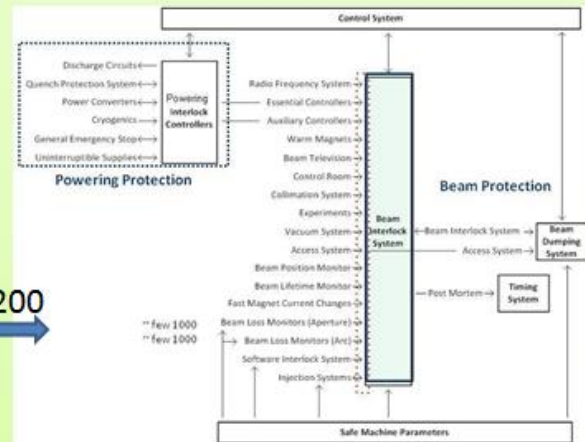 Control System
Discharge Circuits
Quench Protection System
Power Converters
Cryogenics
General Emergency Stop
Uninterruptible Supplies
Powering
Interlock
Controllers
Powering Protection
Radio Frequency System
Essential Controllers
Auxiliary Controllers
Warm Magnets
Beam Television
Control Room
Collimation System
Experiments
Vacuum System
Access System
Beam Position Monitor
Beam Lifetime Monitor
Fast Magnet Current Changes
Beam Loss Monitors (Aperture)
Beam Loss Monitors (Arc)
Software Interlock System
Injection Systems
~ few 1000
~ few 1000
200
Beam
Interlock
System
Beam Protection
Beam Interlock System
Access System
Beam
Dumping
System
Post Mortem
Timing
System
Safe Machine Parameters